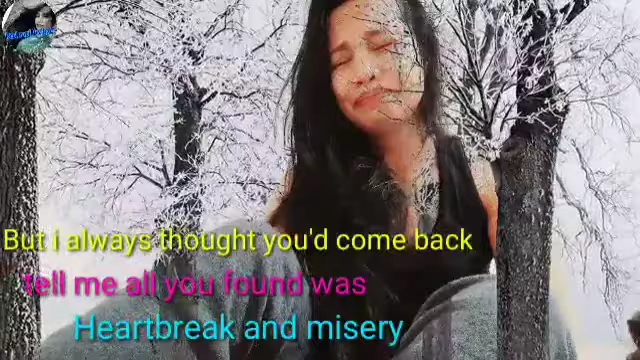 But i always thought you'd come back
tell me all you found was
Heartbreak and misery